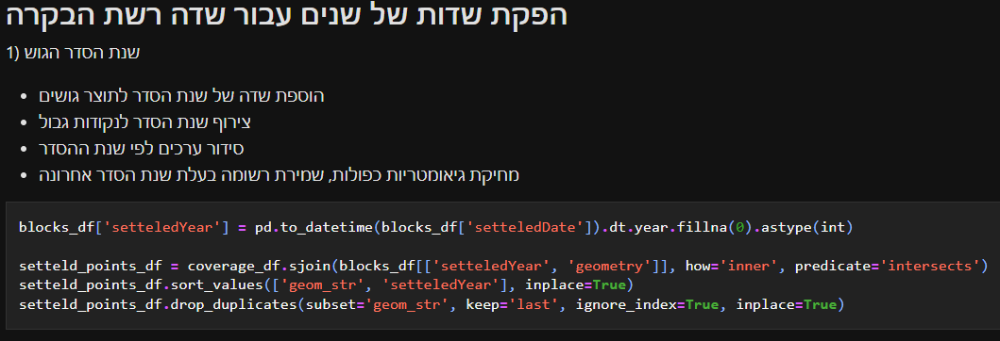 הפקת שדות של שנים עבור שדה רשת הבקרה
1) שנת הסדר הגוש
• הוספת שדה של שנת הסדר לתוצר גושים
• צירוף שנת הסדר לנקודות גבול
• סידור ערכים לפי שנת ההסדר
• מחיקת גיאומטריות כפולות, שמירת רשומה בעלת שנת הסדר אחרונה
blocks_df['setteledYear'] = pd.to_datetime(blocks_df['setteledDate']).dt.year.fillna(0).astype(int)
setteld_points_df = coverage_df.sjoin(blocks_df[['setteledYear', 'geometry']], how='inner', predicate='intersects')
setteld_points_df.sort_values(['geom_str', 'setteledYear'], inplace=True)
setteld_points_df.drop_duplicates(subset='geom_str', keep='last', ignore_index=True, inplace=True)